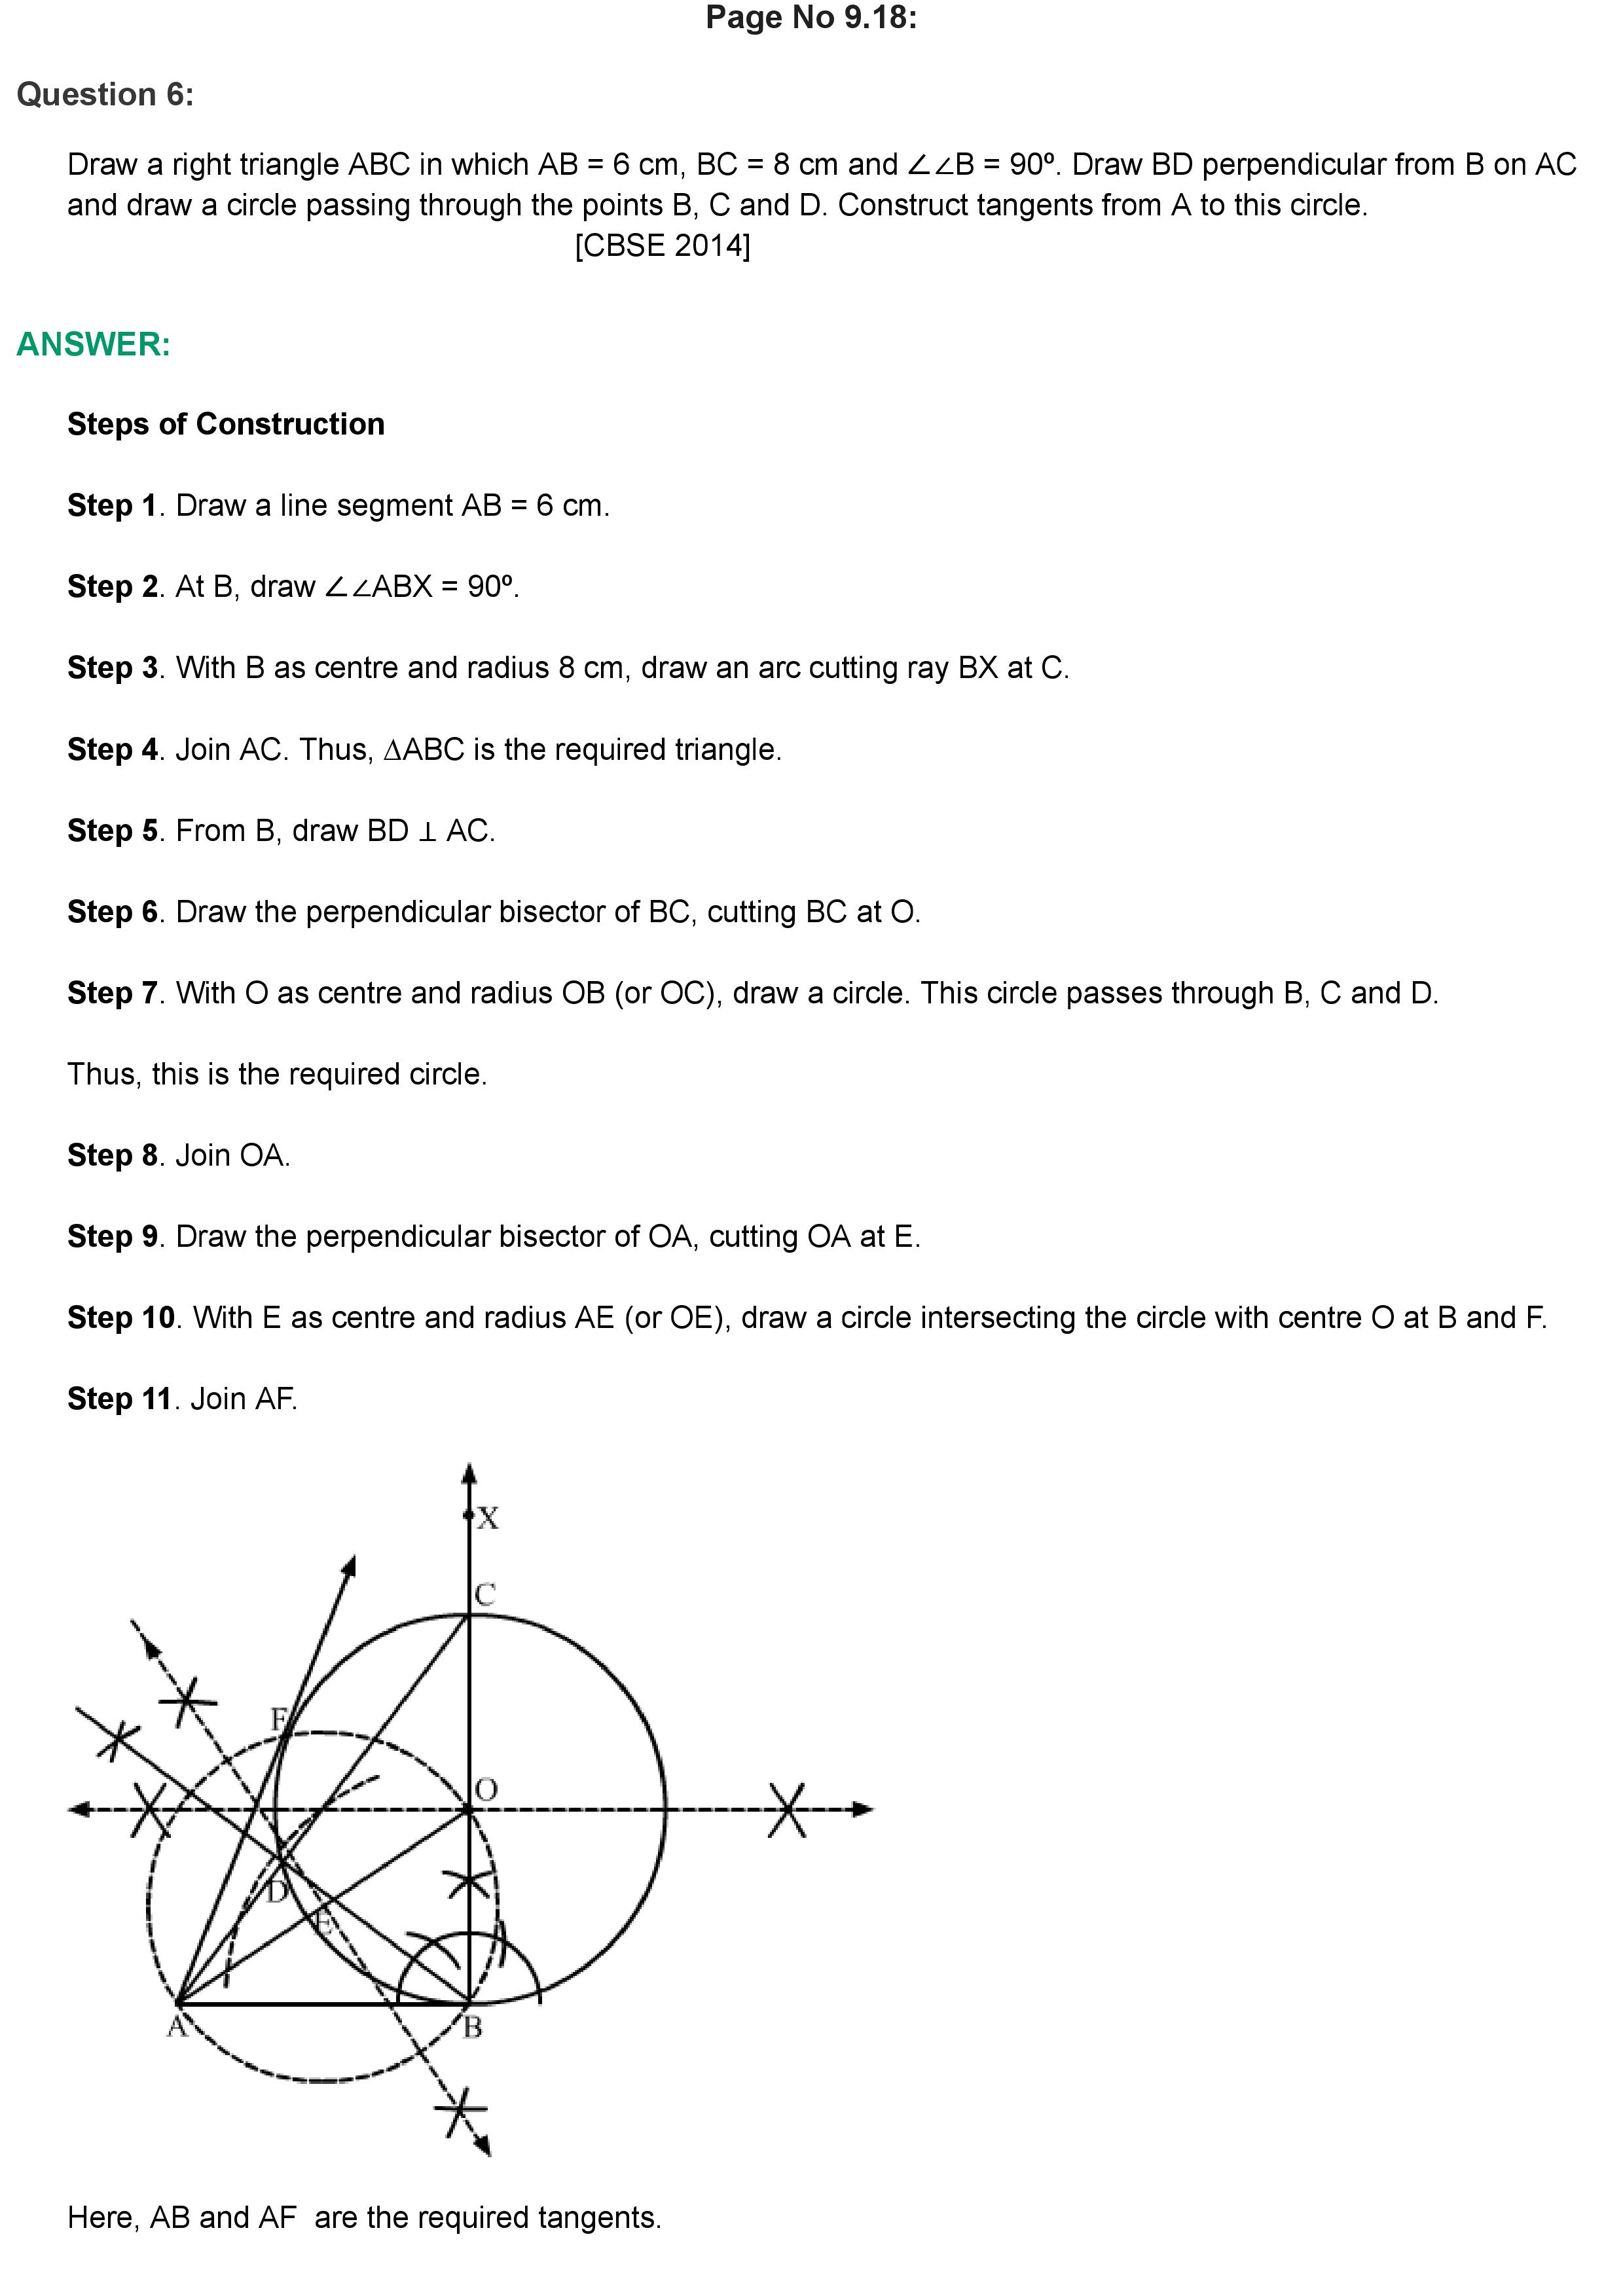 Page No 9.18:
Question 6:
Draw a right triangle ABC in which AB = 6 cm, BC = 8 cm and ∠∠B = 90º. Draw BD perpendicular from B on AC
and draw a circle passing through the points B, C and D. Construct tangents from A to this circle.
[CBSE 2014]
ANSWER:
Steps of Construction
Step 1. Draw a line segment AB = 6 cm.
Step 2. At B, draw ∠∠ABX = 90º.
Step 3. With B as centre and radius 8 cm, draw an arc cutting ray BX at C.
Step 4. Join AC. Thus, ∆ABC is the required triangle.
Step 5. From B, draw BD ⊥ AC.
Step 6. Draw the perpendicular bisector of BC, cutting BC at O.
Step 7. With O as centre and radius OB (or OC), draw a circle. This circle passes through B, C and D.
Thus, this is the required circle.
Step 8. Join OA.
Step 9. Draw the perpendicular bisector of OA, cutting OA at E.
Step 10. With E as centre and radius AE (or OE), draw a circle intersecting the circle with centre O at B and F.
Step 11. Join AF.
X
C
F
O
D
E
A
B
Here, AB and AF are the required tangents.